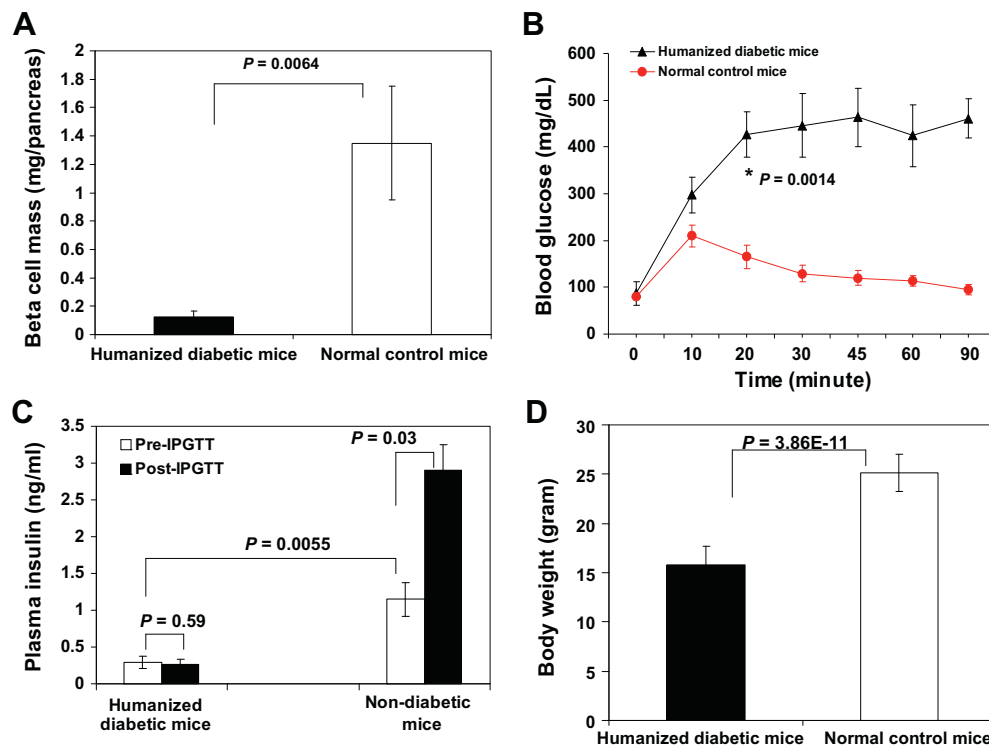 A
Beta cell mass (mg/pancreas)
2
1.8
1.6
1.4
1.2
1
0.8
0.6
0.4
0.2
0
P = 0.0064
Humanized diabetic mice
Normal control mice
B
Blood glucose (mg/dL)
600
500
400
300
200
100
0
Humanized diabetic mice
Normal control mice
* P = 0.0014
0 10 20 30 45 60 90
Time (minute)
C
Plasma insulin (ng/ml)
3.5
3
2.5
2
1.5
1
0.5
0
Pre-IPGTT
Post-IPGTT
P = 0.03
P = 0.0055
P = 0.59
Humanized
diabetic mice
Non-diabetic
mice
D
Body weight (gram)
30
25
20
15
10
5
0
P = 3.86E-11
Humanized diabetic mice
Normal control mice